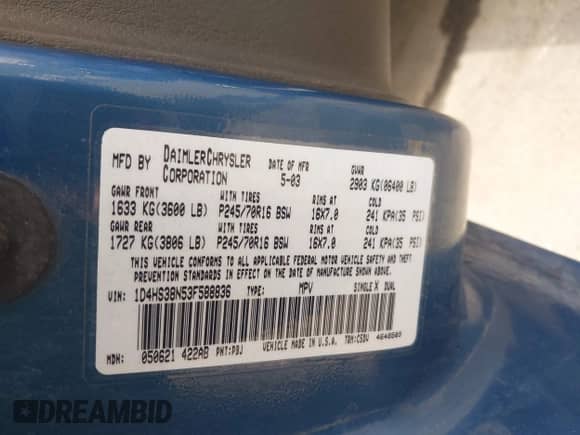 MFD BY DAIMLERCHRYSLER CORPORATION DATE OF MFR 5-03 GVWR 2903 KG(06400 LB)
GAWR FRONT WITH TIRES RIMS AT COLD
1633 KG(3600 LB) P245/70R16 BSW 16X7.0 241 KPA(35 PSI)
GAWR REAR WITH TIRES RIMS AT COLD
1727 KG(3806 LB) P245/70R16 BSW 16X7.0 241 KPA(35 PSI)
THIS VEHICLE CONFORMS TO ALL APPLICABLE FEDERAL MOTOR VEHICLE SAFETY AND THEFT
PREVENTION STANDARDS IN EFFECT ON THE DATE OF MANUFACTURE SHOWN ABOVE.
VIN: 1D4HS38N53F580836 TYPE: MPV SINGLE X DUAL
MDH: 050621 422AB PNT:PBJ VEHICLE MADE IN U.S.A. TRM:CSDV
DREAMBID